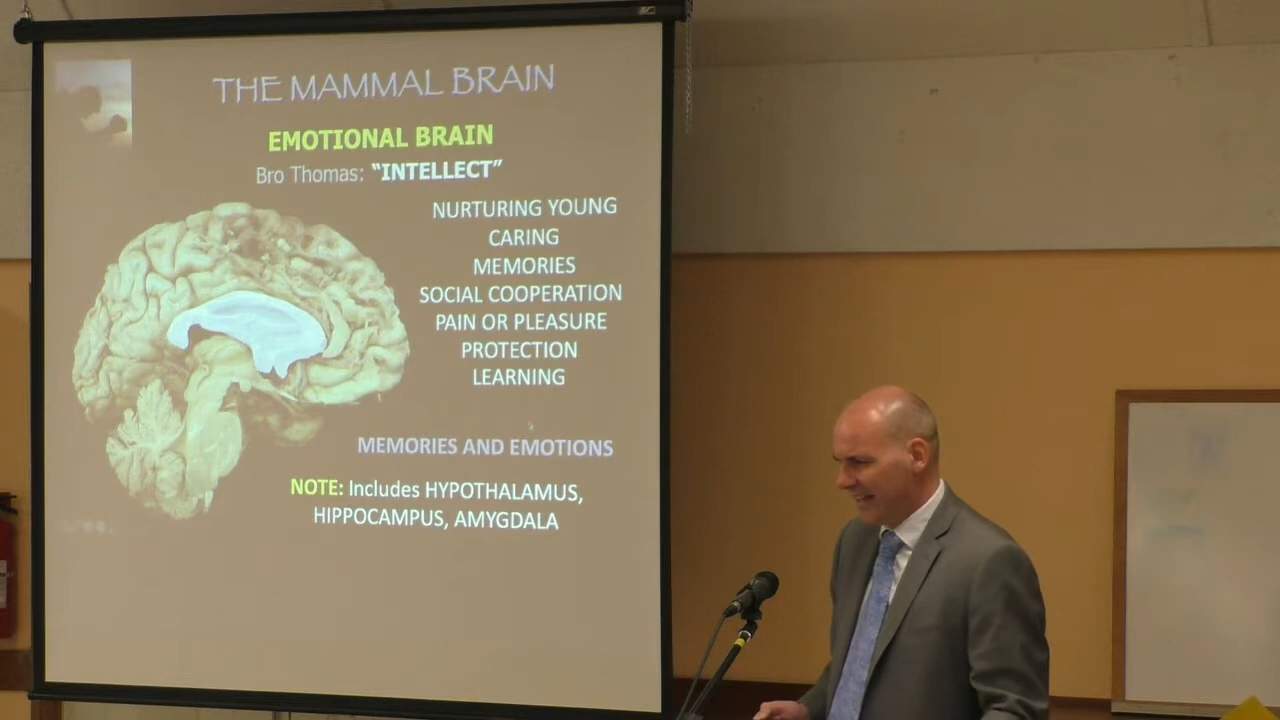 THE MAMMAL BRAIN
EMOTIONAL BRAIN
Bro Thomas: “INTELLECT”
NURTURING YOUNG
CARING
MEMORIES
SOCIAL COOPERATION
PAIN OR PLEASURE
PROTECTION
LEARNING
MEMORIES AND EMOTIONS
NOTE: Includes HYPOTHALAMUS,
HIPPOCAMPUS, AMYGDALA